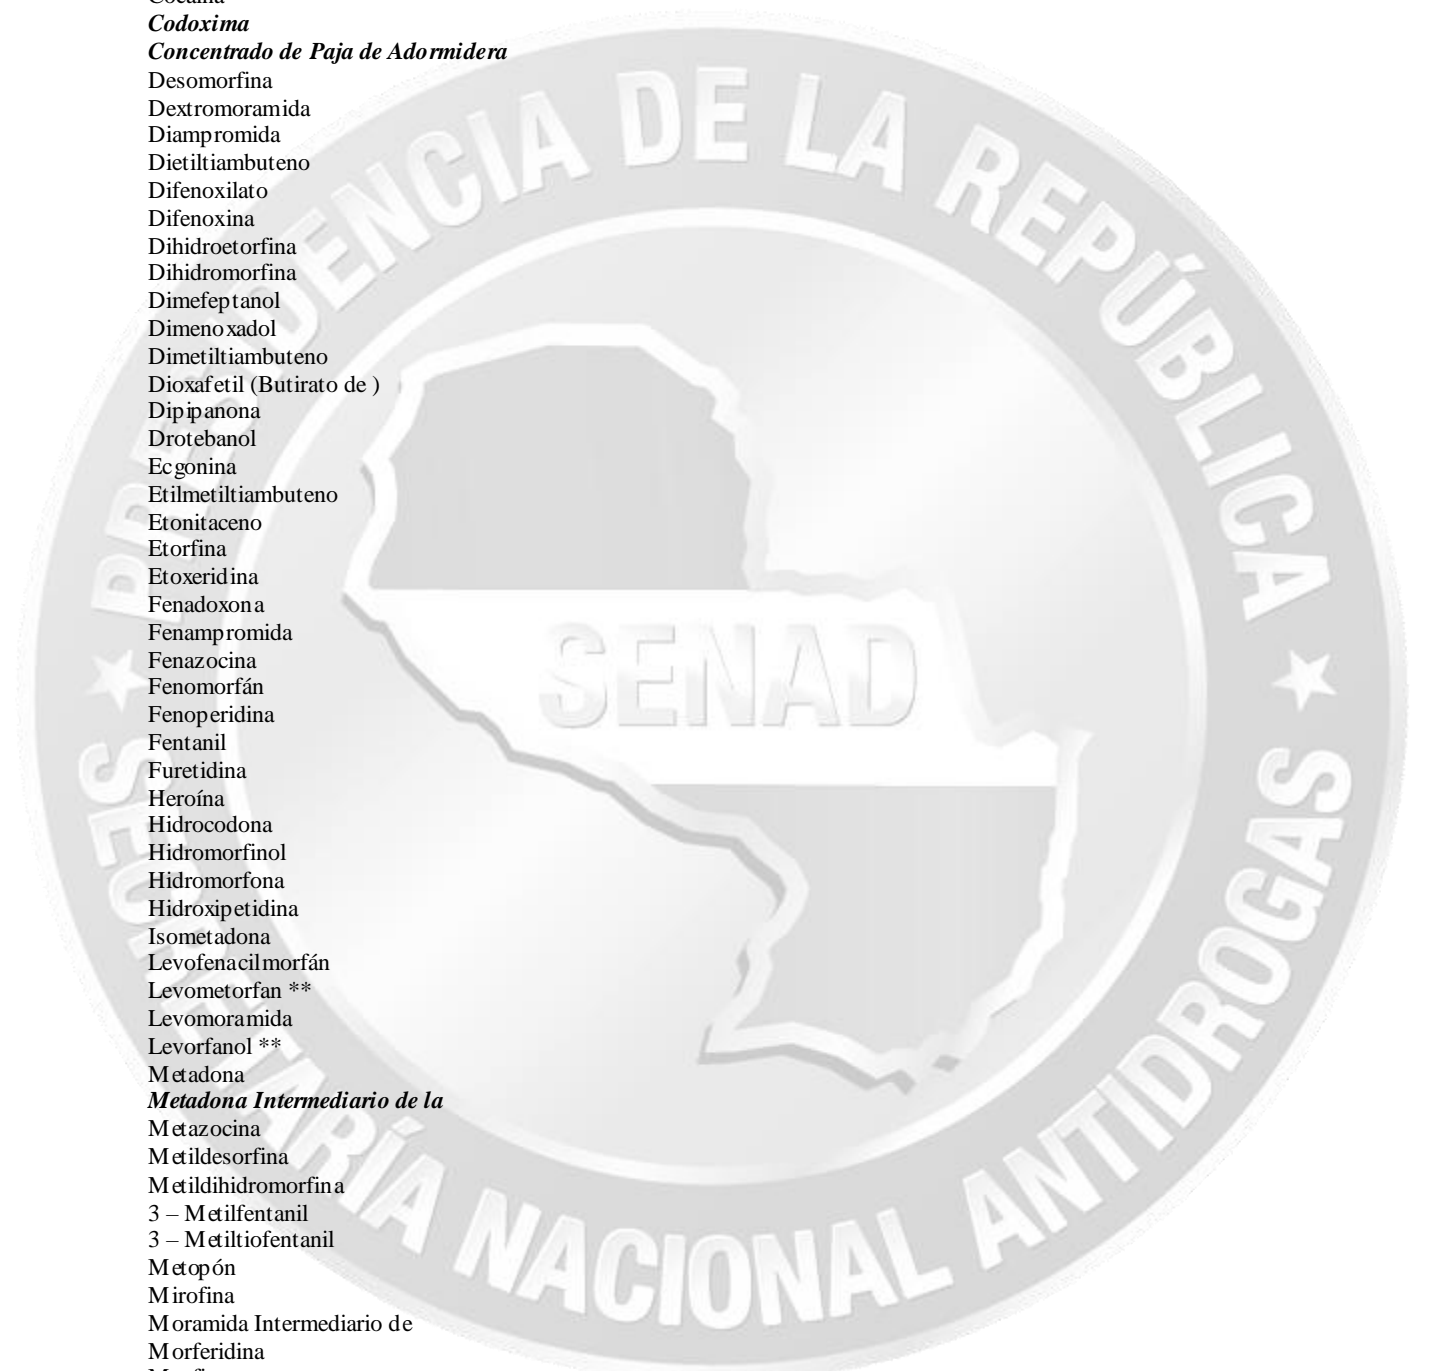 Cocaína
Codoxima
Concentrado de Paja de Adormidera
Desomorfina
Dextromoramida
Diampromida
Dietiltiambuteno
Difenoxilato
Difenoxina
Dihidroetorfina
Dihidromorfina
Dimefeptanol
Dimenoxadol
Dimetiltiambuteno
Dioxafetil (Butirato de )
Dipipanona
Drotebanol
Ecgonina
Etilmetiltiambuteno
Etonitaceno
Etorfina
Etoxeridina
Fenadoxona
Fenampromida
Fenazocina
Fenomorfán
Fenoperidina
Fentanil
Furetidina
Heroína
Hidrocodona
Hidromorfinol
Hidromorfona
Hidroxipetidina
Isometadona
Levofenacilmorfán
Levometorfan **
Levomoramida
Levorfanol **
Metadona
Metadona Intermediario de la
Metazocina
Metildesorfina
Metildihidromorfina
3 – Metilfentanil
3 – Metiltiofentanil
Metopón
Mirofina
Moramida Intermediario de
Morferidina
PRESIDENCIA DE LA REPÚBLICA
SENAD
SECRETARÍA NACIONAL ANTIDROGAS